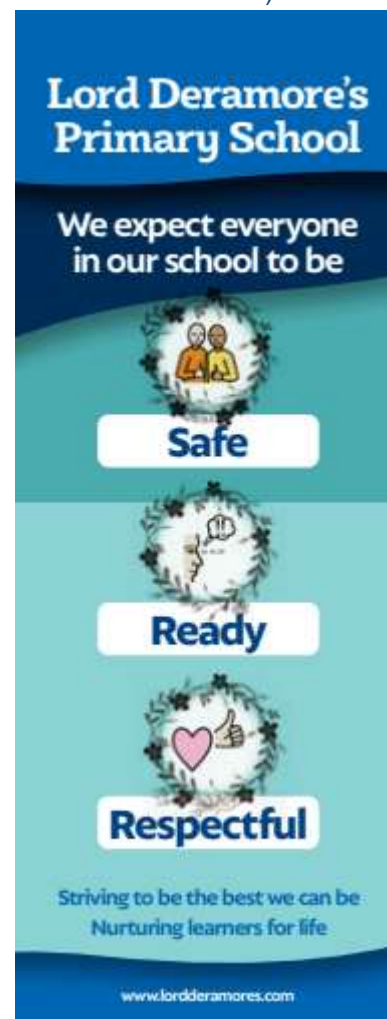 Lord Deramore's
Primary School
We expect everyone
in our school to be
Safe
Ready
Respectful
Striving to be the best we can be
Nurturing learners for life
www.lordderamores.com